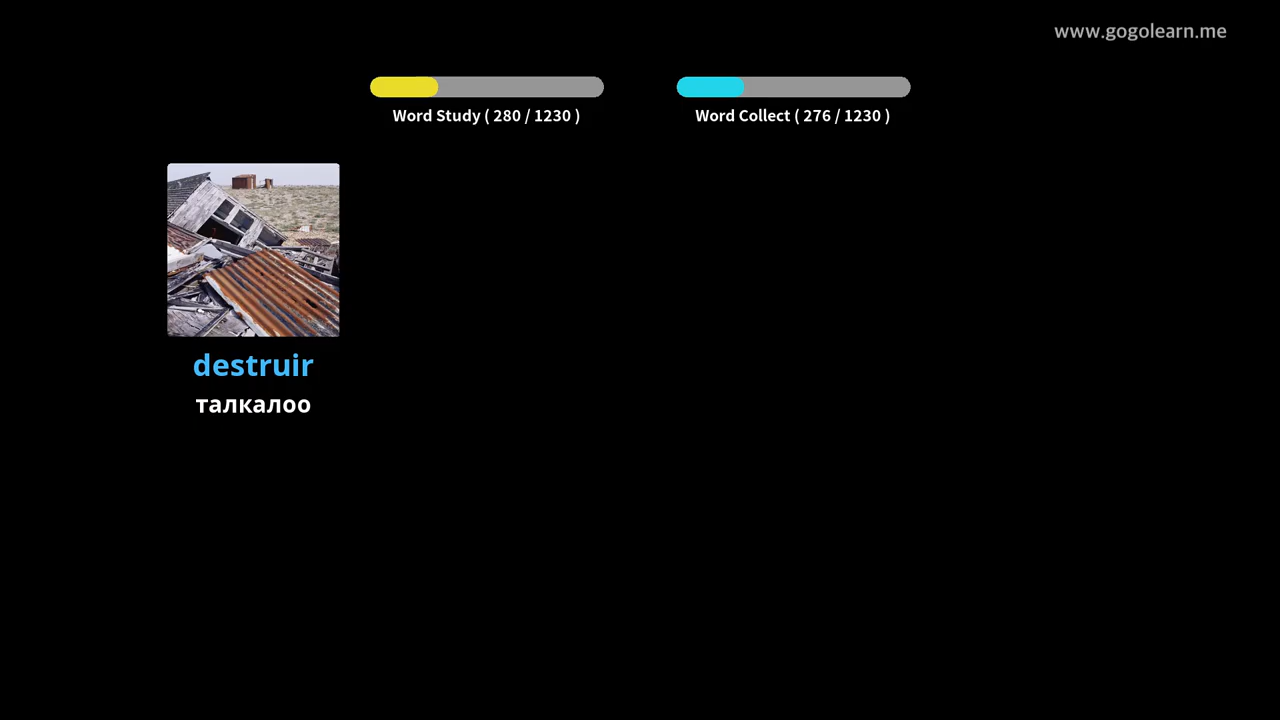 www.gogolearn.me
Word Study ( 280 / 1230 )
Word Collect ( 276 / 1230 )
destruir
талкалоо